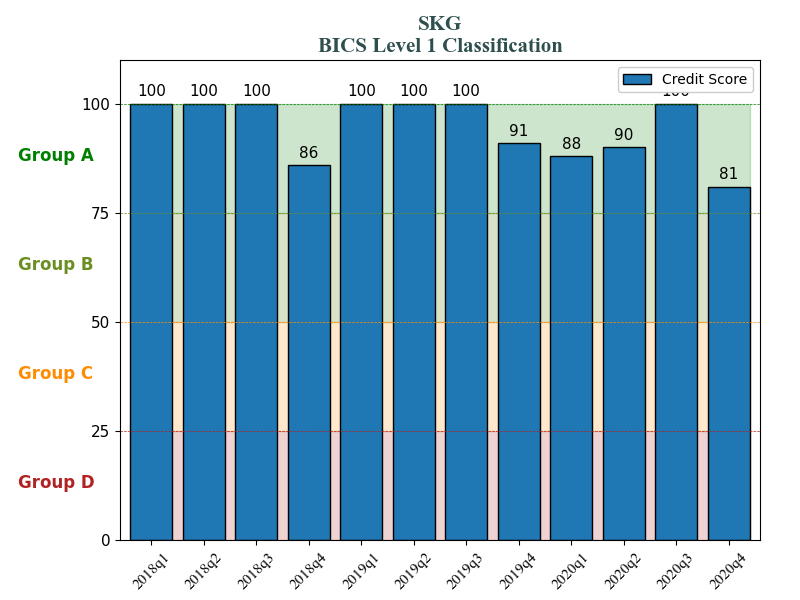 SKG
BICS Level 1 Classification
Credit Score
100 100 100 86 100 100 100 91 88 90 81
100
Group A
75
Group B
50
Group C
25
Group D
0
2018q1 2018q2 2018q3 2018q4 2019q1 2019q2 2019q3 2019q4 2020q1 2020q2 2020q3 2020q4